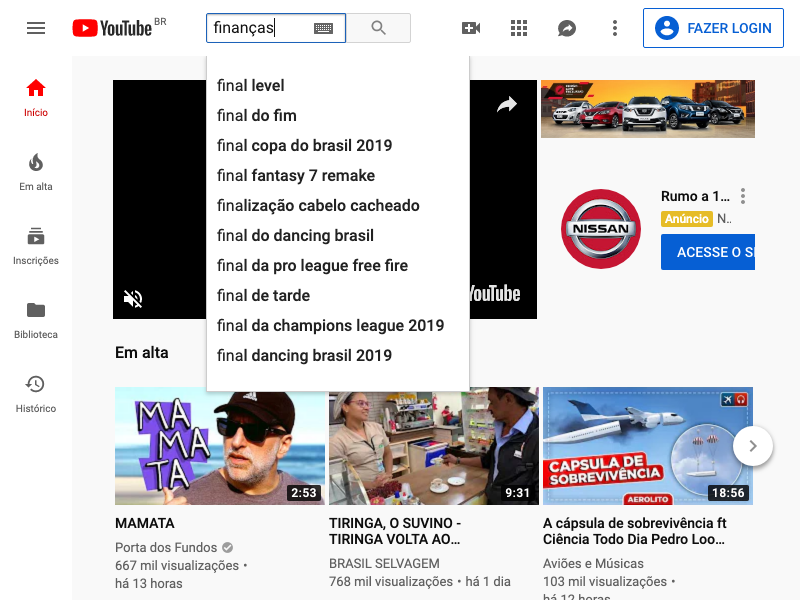 YouTube BR
finanças
FAZER LOGIN
Início
Em alta
Inscrições
Biblioteca
Histórico
final level
final do fim
final copa do brasil 2019
final fantasy 7 remake
finalização cabelo cacheado
final do dancing brasil
final da pro league free fire
final de tarde
final da champions league 2019
final dancing brasil 2019
YouTube
NISSAN
Rumo a 1...
Anúncio N..
ACESSE O SI
Em alta
MAMATA
2:53
9:31
CAPSULA DE
SOBREVIVÊNCIA
AEROLITO
18:56
MAMATA
Porta dos Fundos
667 mil visualizações •
há 13 horas
TIRINGA, O SUVINO -
TIRINGA VOLTA AO...
BRASIL SELVAGEM
768 mil visualizações • há 1 dia
A cápsula de sobrevivência ft
Ciência Todo Dia Pedro Loo...
Aviões e Músicas
103 mil visualizações •
há 12 horas